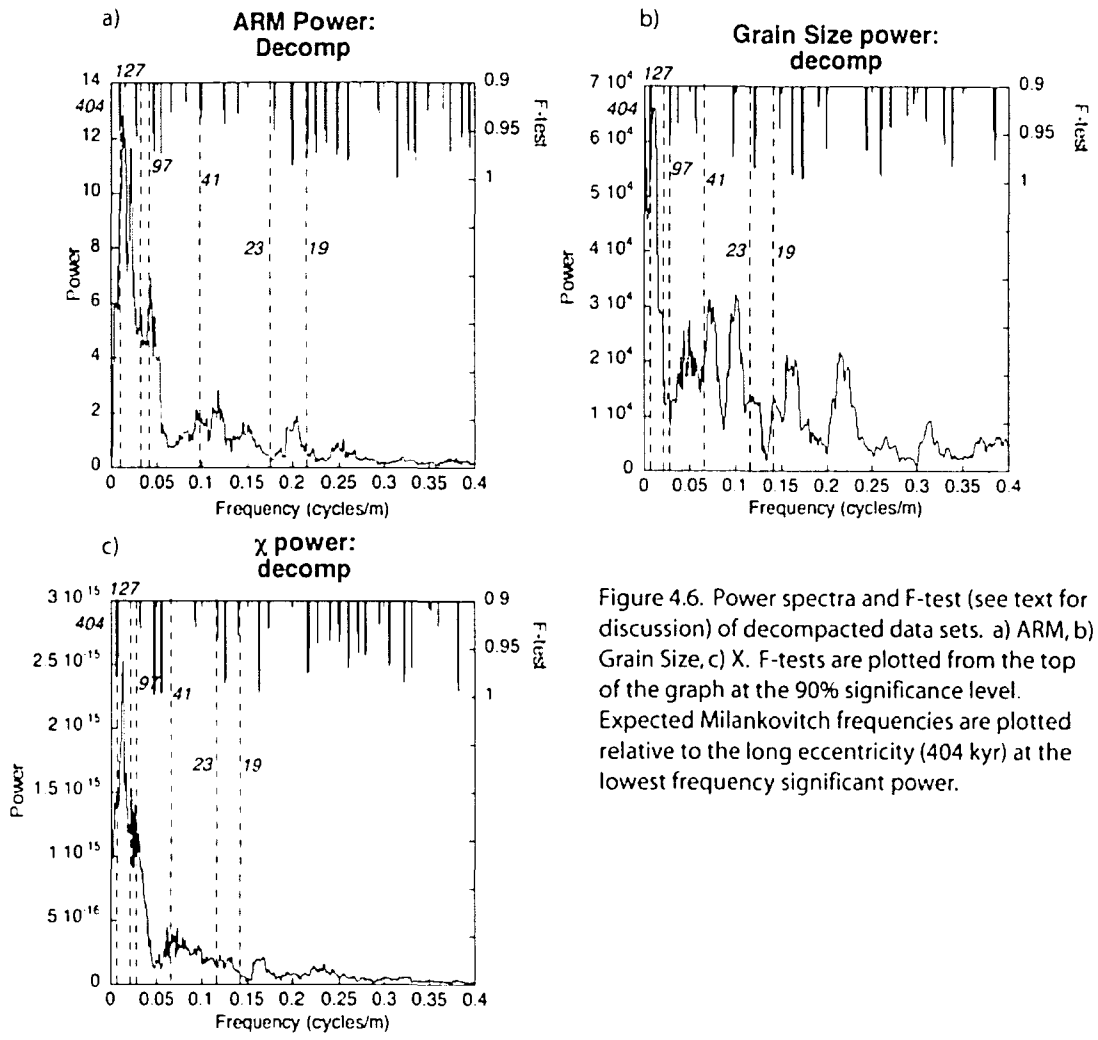 a)
ARM Power:
Decomp
127
14
404
12
10
8
6
4
2
0
Power
97
41
23
19
0.9
0.95
1
F-test
0 0.05 0.1 0.15 0.2 0.25 0.3 0.35 0.4
Frequency (cycles/m)
b)
Grain Size power:
decomp
127
7 10⁴
404
6 10⁴
5 10⁴
4 10⁴
3 10⁴
2 10⁴
1 10⁴
0
Power
97
41
23
19
0.9
0.95
1
F-test
0 0.05 0.1 0.15 0.2 0.25 0.3 0.35 0.4
Frequency (cycles/m)
c)
χ power:
decomp
127
3 10⁻¹⁵
404
2 5 10⁻¹⁵
2 10⁻¹⁵
1 5 10⁻¹⁵
1 10⁻¹⁵
5 10⁻¹⁶
0
Power
97
41
23
19
0 9
0.95
1
F-test
0 0.05 0.1 0.15 0.2 0.25 0.3 0.35 0.4
Frequency (cycles/m)
Figure 4.6. Power spectra and F-test (see text for
discussion) of decompacted data sets. a) ARM, b)
Grain Size, c) X. F-tests are plotted from the top
of the graph at the 90% significance level.
Expected Milankovitch frequencies are plotted
relative to the long eccentricity (404 kyr) at the
lowest frequency significant power.